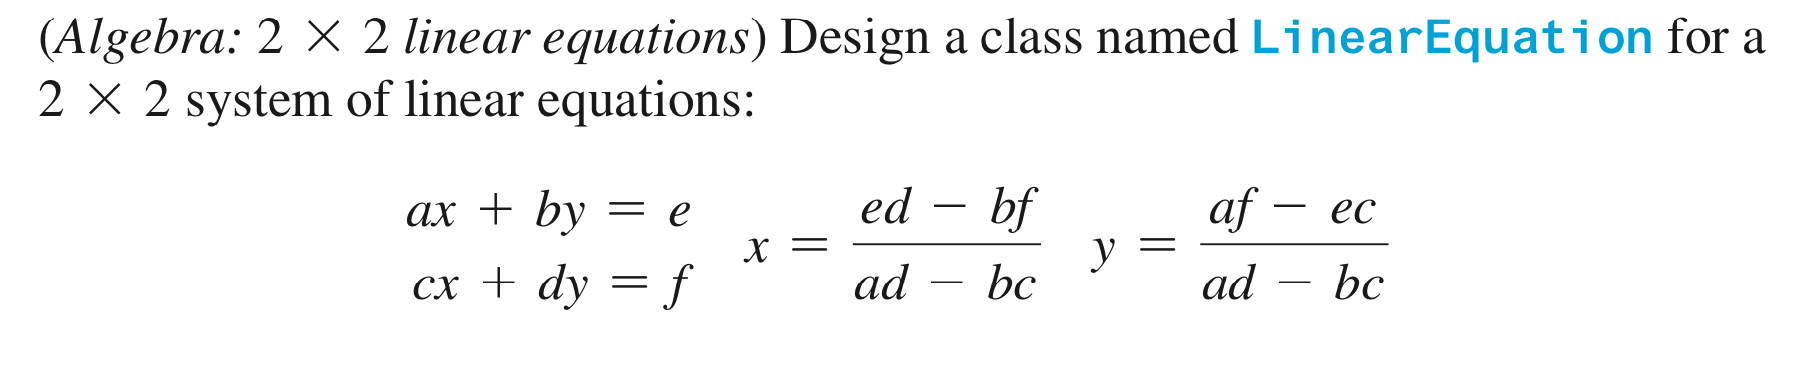 (Algebra: 2 × 2 linear equations) Design a class named LinearEquation for a
2 × 2 system of linear equations:
ax + by = e
cx + dy = f
x = (ed − bf) / (ad − bc)
y = (af − ec) / (ad − bc)